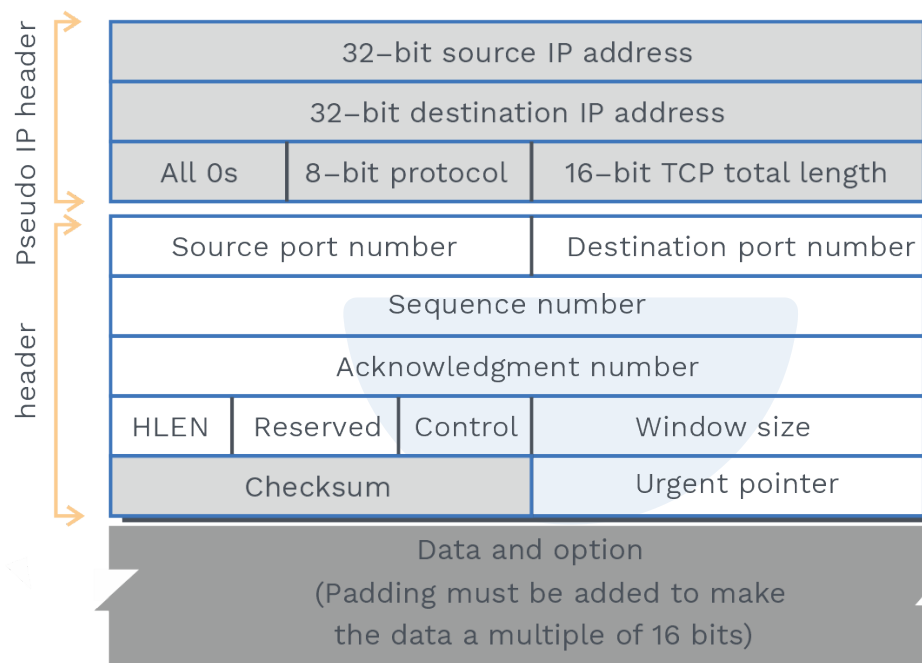 Pseudo IP header
32–bit source IP address
32–bit destination IP address
All 0s 8–bit protocol 16-bit TCP total length
header
Source port number Destination port number
Sequence number
Acknowledgment number
HLEN Reserved Control Window size
Checksum Urgent pointer
Data and option
(Padding must be added to make
the data a multiple of 16 bits)